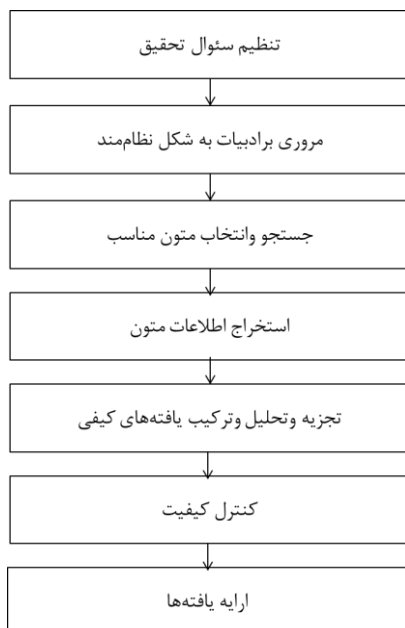 تنظیم سئوال تحقیق
مروری برادبیات به شکل نظام‌مند
جستجو وانتخاب متون مناسب
استخراج اطلاعات متون
تجزیه وتحلیل وترکیب یافته‌های کیفی
کنترل کیفیت
ارایه یافته‌ها